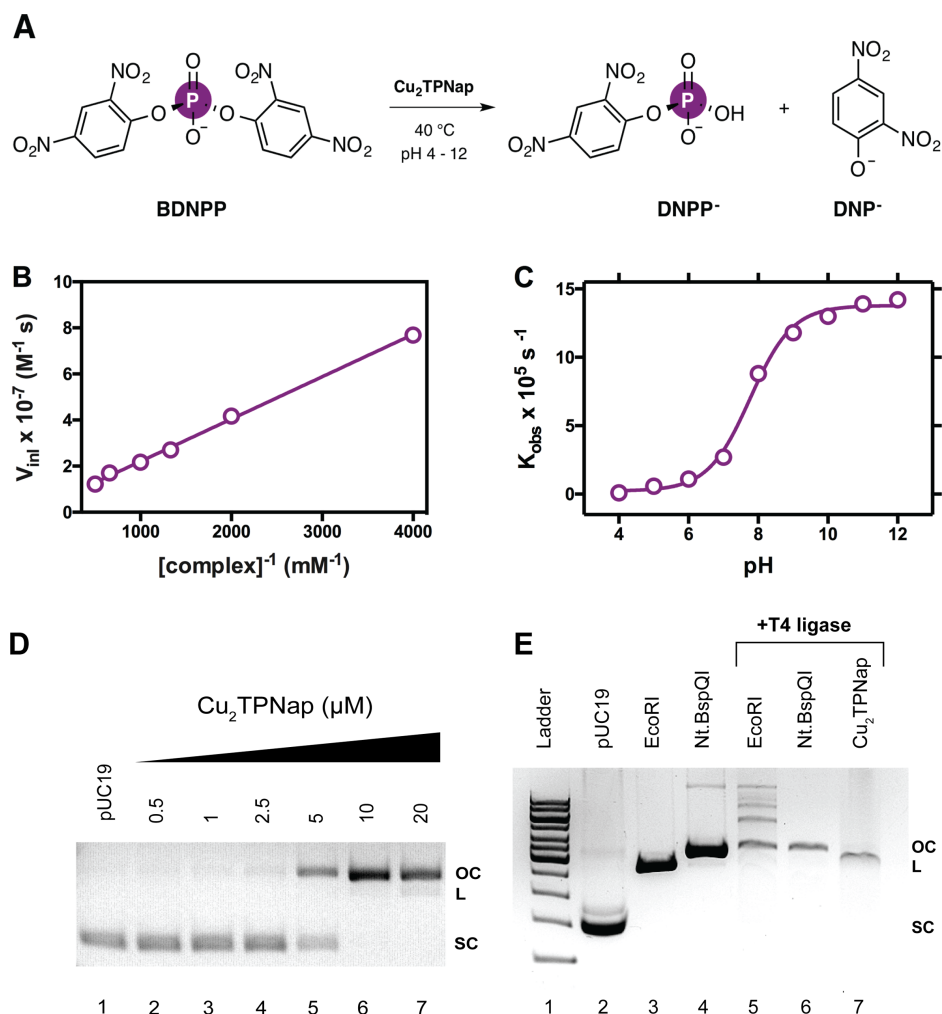 A
NO₂
O₂N
O
P
O
O⁻
O
O₂N
NO₂
BDNPP
Cu₂TPNap
40 °C
pH 4 - 12
NO₂
O₂N
O
O
P
O⁻
OH
DNPP⁻
+
NO₂
NO₂
O⁻
DNP⁻
B
V_inl x 10⁻⁷ (M⁻¹ s)
10
8
6
4
2
0
1000 2000 3000 4000
[complex]⁻¹ (mM⁻¹)
C
K_obs x 10⁵ s ⁻¹
15
10
5
0
4 6 8 10 12
pH
D
Cu₂TPNap (µM)
pUC19 0.5 1 2.5 5 10 20
OC
L
SC
1 2 3 4 5 6 7
E
+T4 ligase
Ladder pUC19 EcoRI Nt.BspQI EcoRI Nt.BspQI Cu₂TPNap
OC
L
SC
1 2 3 4 5 6 7